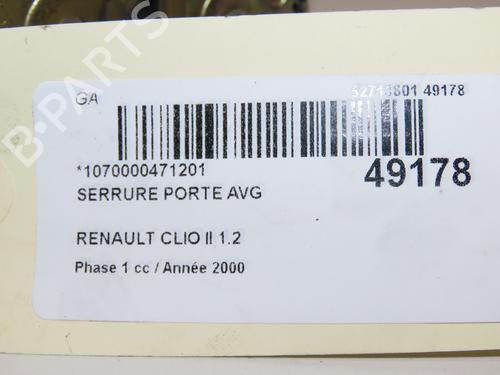 GA
52713801 49178
*1070000471201
49178
SERRURE PORTE AVG
RENAULT CLIO II 1.2
Phase 1 cc / Année 2000
B-PARTS